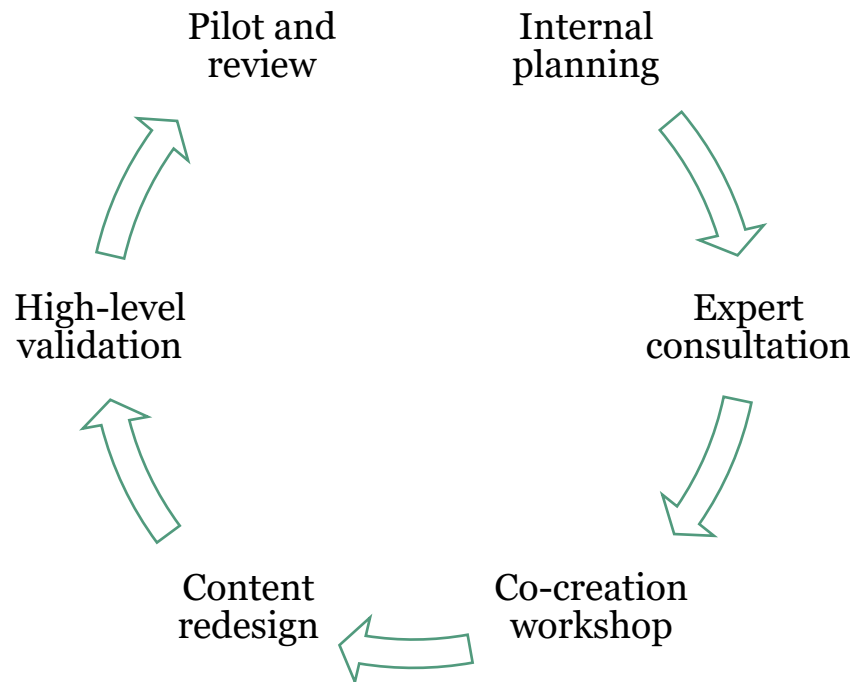 Internal
planning
Expert
consultation
Co-creation
workshop
Content
redesign
High-level
validation
Pilot and
review